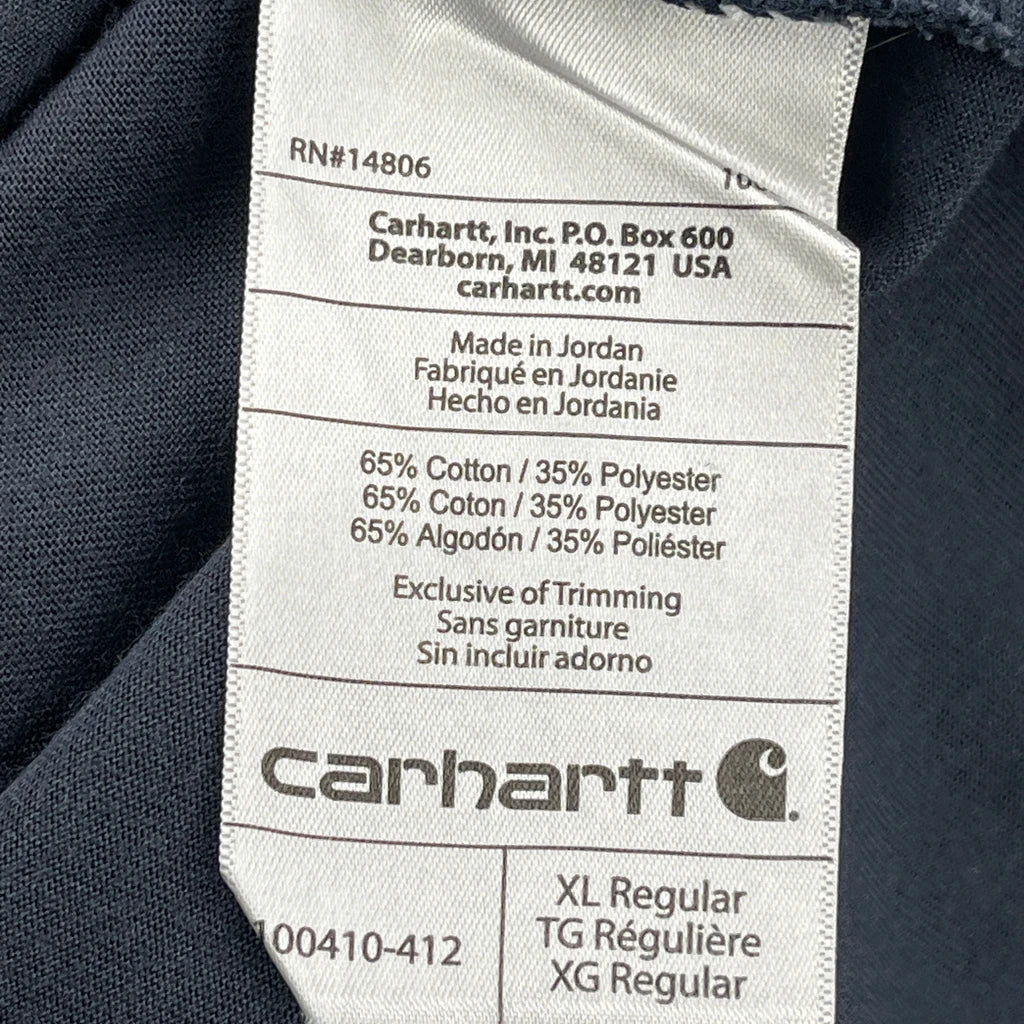 RN#14806
Carhartt, Inc. P.O. Box 600
Dearborn, MI 48121 USA
carhartt.com
Made in Jordan
Fabriqué en Jordanie
Hecho en Jordania
65% Cotton / 35% Polyester
65% Coton / 35% Polyester
65% Algodón / 35% Poliéster
Exclusive of Trimming
Sans garniture
Sin incluir adorno
carhartt
100410-412
XL Regular
TG Régulière
XG Regular